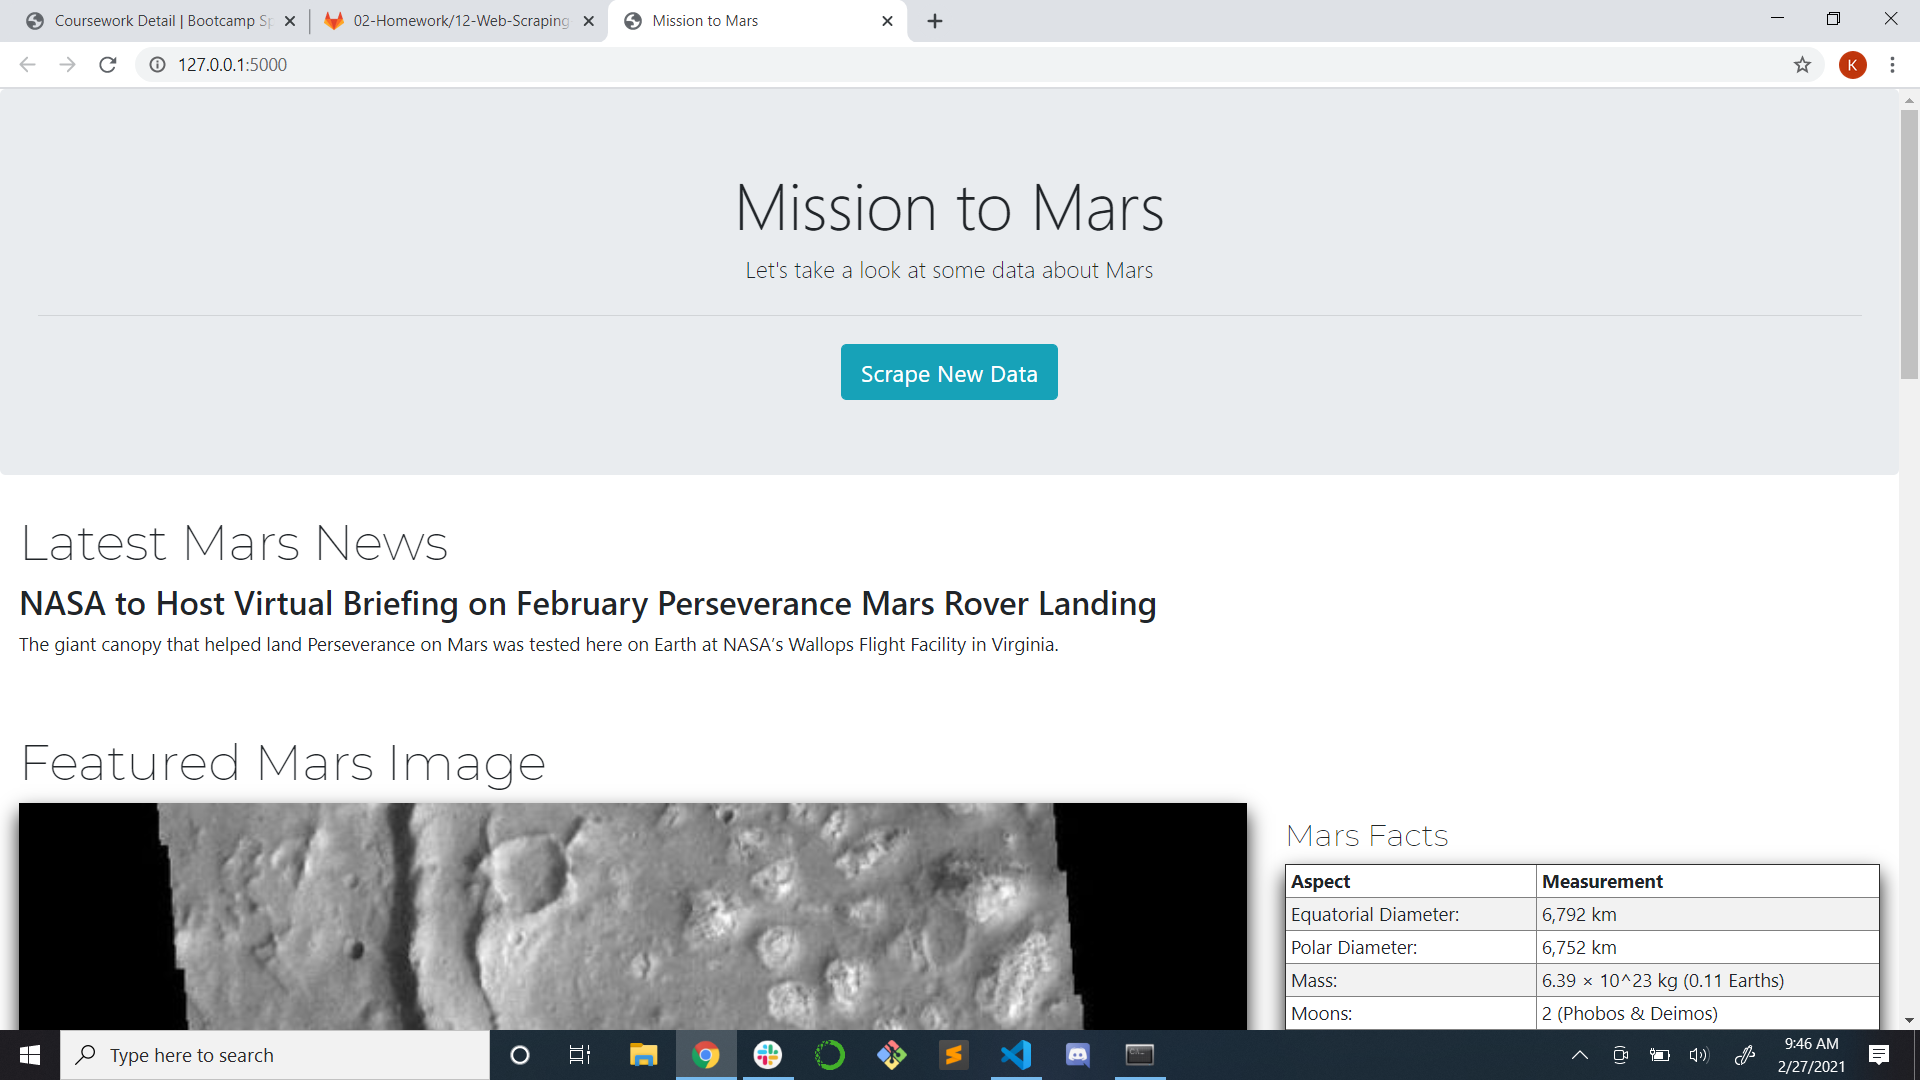 Coursework Detail | Bootcamp Sp
02-Homework/12-Web-Scraping
Mission to Mars
127.0.0.1:5000
K
Mission to Mars
Let's take a look at some data about Mars
Scrape New Data
Latest Mars News
NASA to Host Virtual Briefing on February Perseverance Mars Rover Landing
The giant canopy that helped land Perseverance on Mars was tested here on Earth at NASA’s Wallops Flight Facility in Virginia.
Featured Mars Image
Mars Facts
Aspect Measurement
Equatorial Diameter: 6,792 km
Polar Diameter: 6,752 km
Mass: 6.39 × 10^23 kg (0.11 Earths)
Moons: 2 (Phobos & Deimos)
Type here to search
9:46 AM
2/27/2021